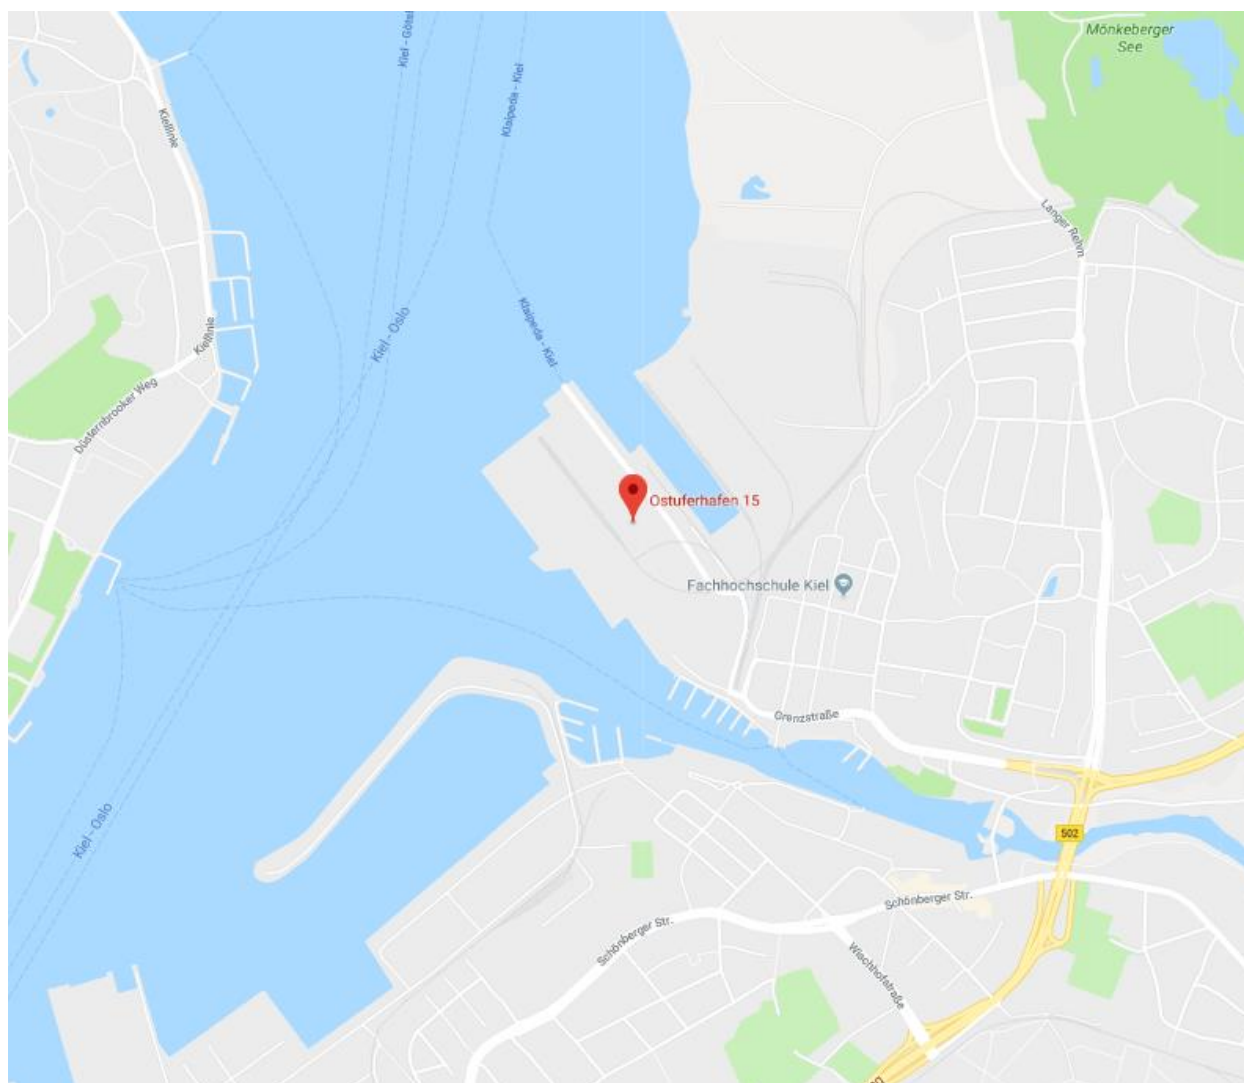 Mönkeberger
See
Kiel - Göte
Klaipeda - Kiel
Kiellinie
Langer Rehm
Klaipeda - Kiel
Kiel - Oslo
Kiellinie
Düsternbrooker Weg
Ostuferhafen 15
Fachhochschule Kiel
Grenzstraße
Kiel - Oslo
502
Schönberger Str.
Schönberger Str.
Wischhofstraße